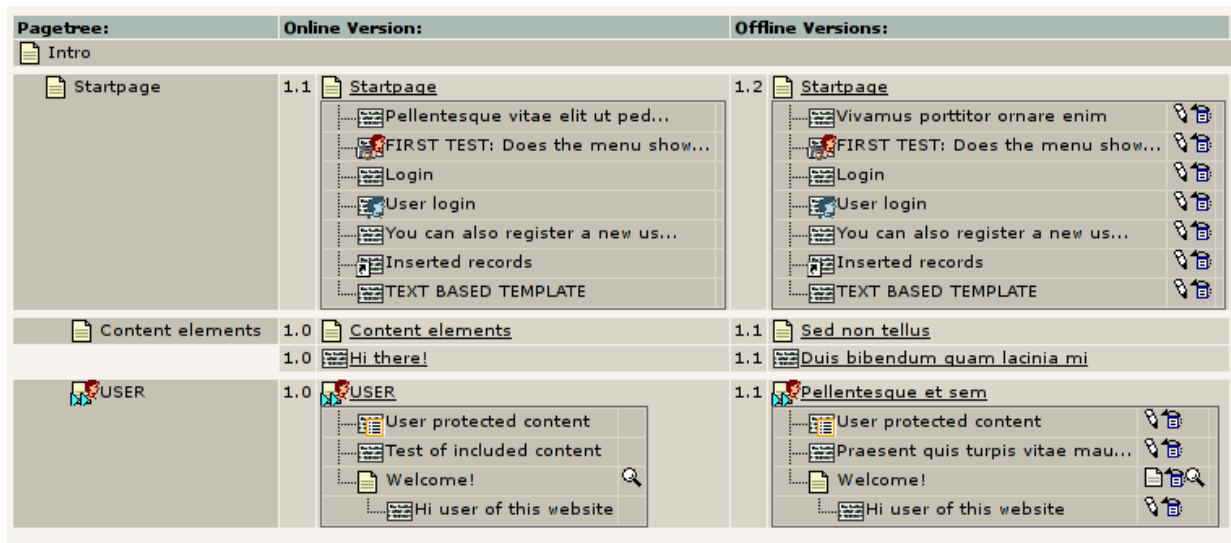 Pagetree: Online Version: Offline Versions:
Intro
Startpage 1.1 Startpage 1.2 Startpage
Pellentesque vitae elit ut ped... Vivamus porttitor ornare enim
FIRST TEST: Does the menu show... FIRST TEST: Does the menu show...
Login Login
User login User login
You can also register a new us... You can also register a new us...
Inserted records Inserted records
TEXT BASED TEMPLATE TEXT BASED TEMPLATE
Content elements 1.0 Content elements 1.1 Sed non tellus
1.0 Hi there! 1.1 Duis bibendum quam lacinia mi
USER 1.0 USER 1.1 Pellentesque et sem
User protected content User protected content
Test of included content Praesent quis turpis vitae mau...
Welcome! Welcome!
Hi user of this website Hi user of this website